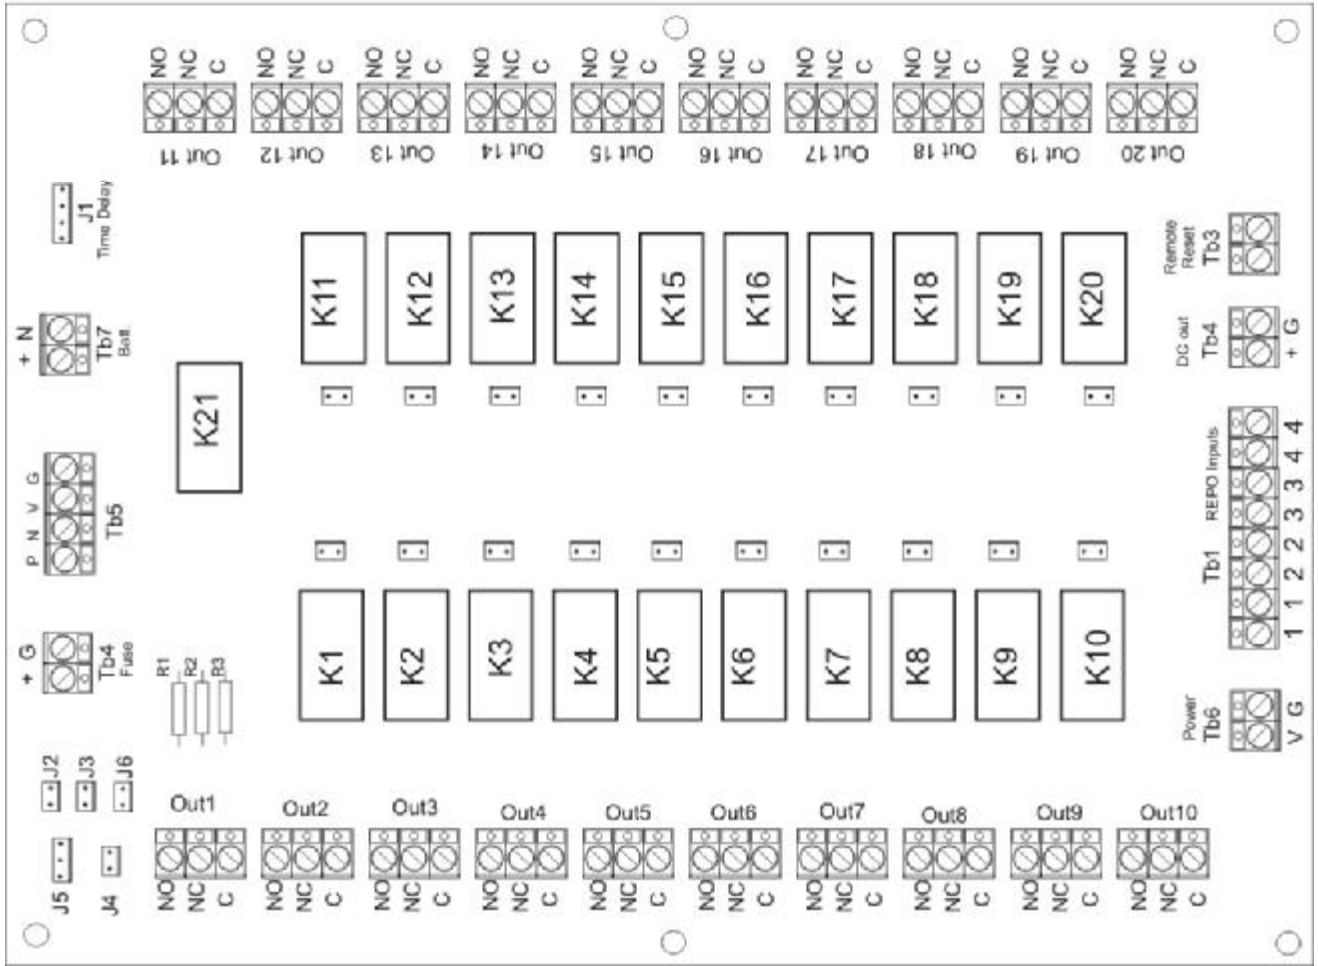 NO NC C NO NC C NO NC C NO NC C NO NC C NO NC C NO NC C NO NC C NO NC C NO NC C
Out 11 Out 12 Out 13 Out 14 Out 15 Out 16 Out 17 Out 18 Out 19 Out 20
J1
Time Delay
Remote
Reset
Tb3
K11 K12 K13 K14 K15 K16 K17 K18 K19 K20
+ N
Tb7
Batt.
DC out
Tb4
+ G
K21
REPO Inputs
Tb1
1 1 2 2 3 3 4 4
P N V G
Tb5
K1 K2 K3 K4 K5 K6 K7 K8 K9 K10
+ G
Tb4
Fuse
R1 R2 R3
Power
Tb6
V G
J2 J3 J6
Out1 Out2 Out3 Out4 Out5 Out6 Out7 Out8 Out9 Out10
J5 J4
NO NC C NO NC C NO NC C NO NC C NO NC C NO NC C NO NC C NO NC C NO NC C NO NC C